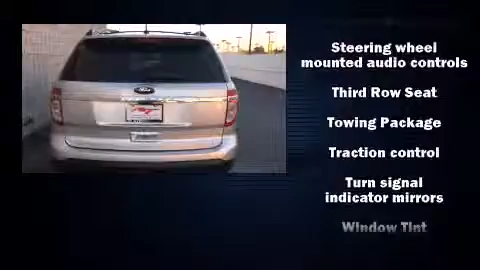 Steering wheel
mounted audio controls
Third Row Seat
Towing Package
Traction control
Turn signal
indicator mirrors
Window Tint